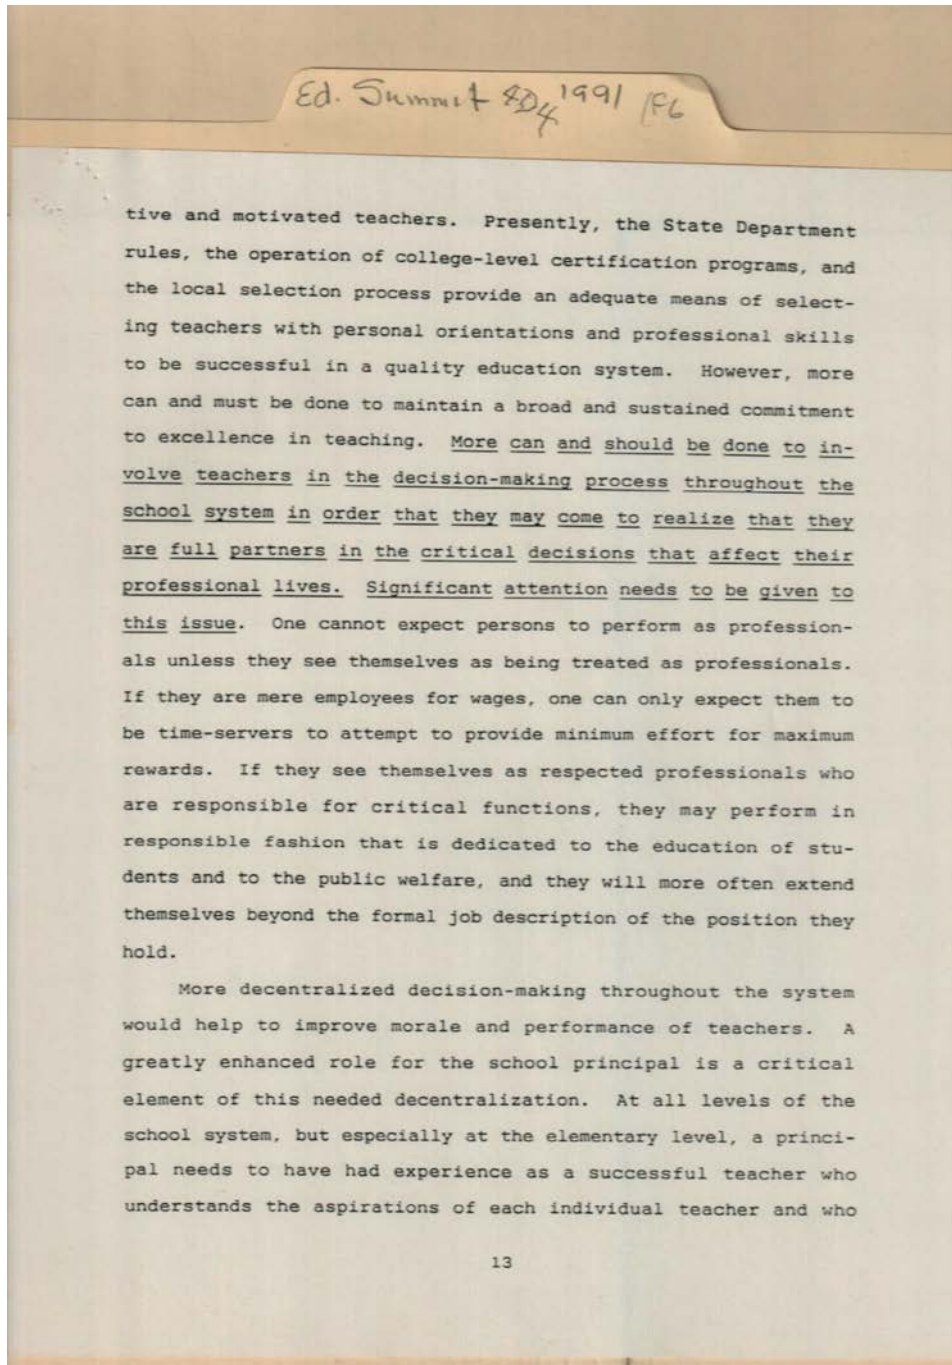 Ed. Summit 1991 F6
tive and motivated teachers. Presently, the State Department
rules, the operation of college-level certification programs, and
the local selection process provide an adequate means of select-
ing teachers with personal orientations and professional skills
to be successful in a quality education system. However, more
can and must be done to maintain a broad and sustained commitment
to excellence in teaching. More can and should be done to in-
volve teachers in the decision-making process throughout the
school system in order that they may come to realize that they
are full partners in the critical decisions that affect their
professional lives. Significant attention needs to be given to
this issue. One cannot expect persons to perform as profession-
als unless they see themselves as being treated as professionals.
If they are mere employees for wages, one can only expect them to
be time-servers to attempt to provide minimum effort for maximum
rewards. If they see themselves as respected professionals who
are responsible for critical functions, they may perform in
responsible fashion that is dedicated to the education of stu-
dents and to the public welfare, and they will more often extend
themselves beyond the formal job description of the position they
hold.
More decentralized decision-making throughout the system
would help to improve morale and performance of teachers. A
greatly enhanced role for the school principal is a critical
element of this needed decentralization. At all levels of the
school system, but especially at the elementary level, a princi-
pal needs to have had experience as a successful teacher who
understands the aspirations of each individual teacher and who
13